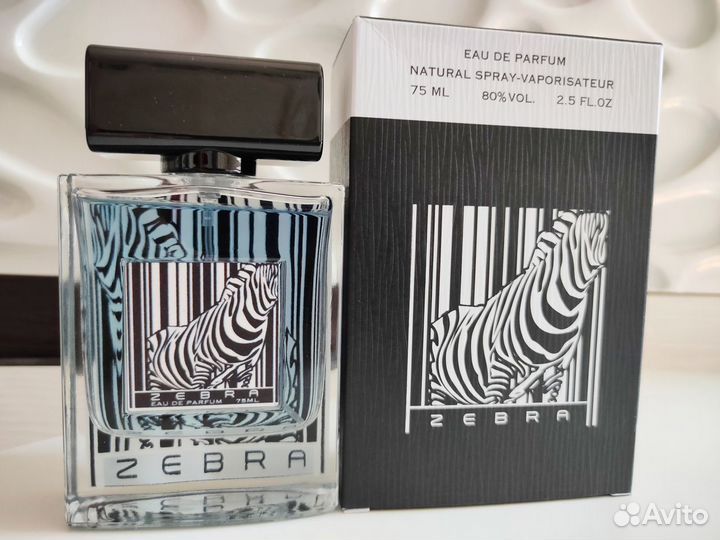 EAU DE PARFUM
NATURAL SPRAY-VAPORISATEUR
75 ML 80% VOL. 2.5 FL.OZ
ZEBRA
ZEBRA
EAU DE PARFUM 75ML
ZEBRA
Avito